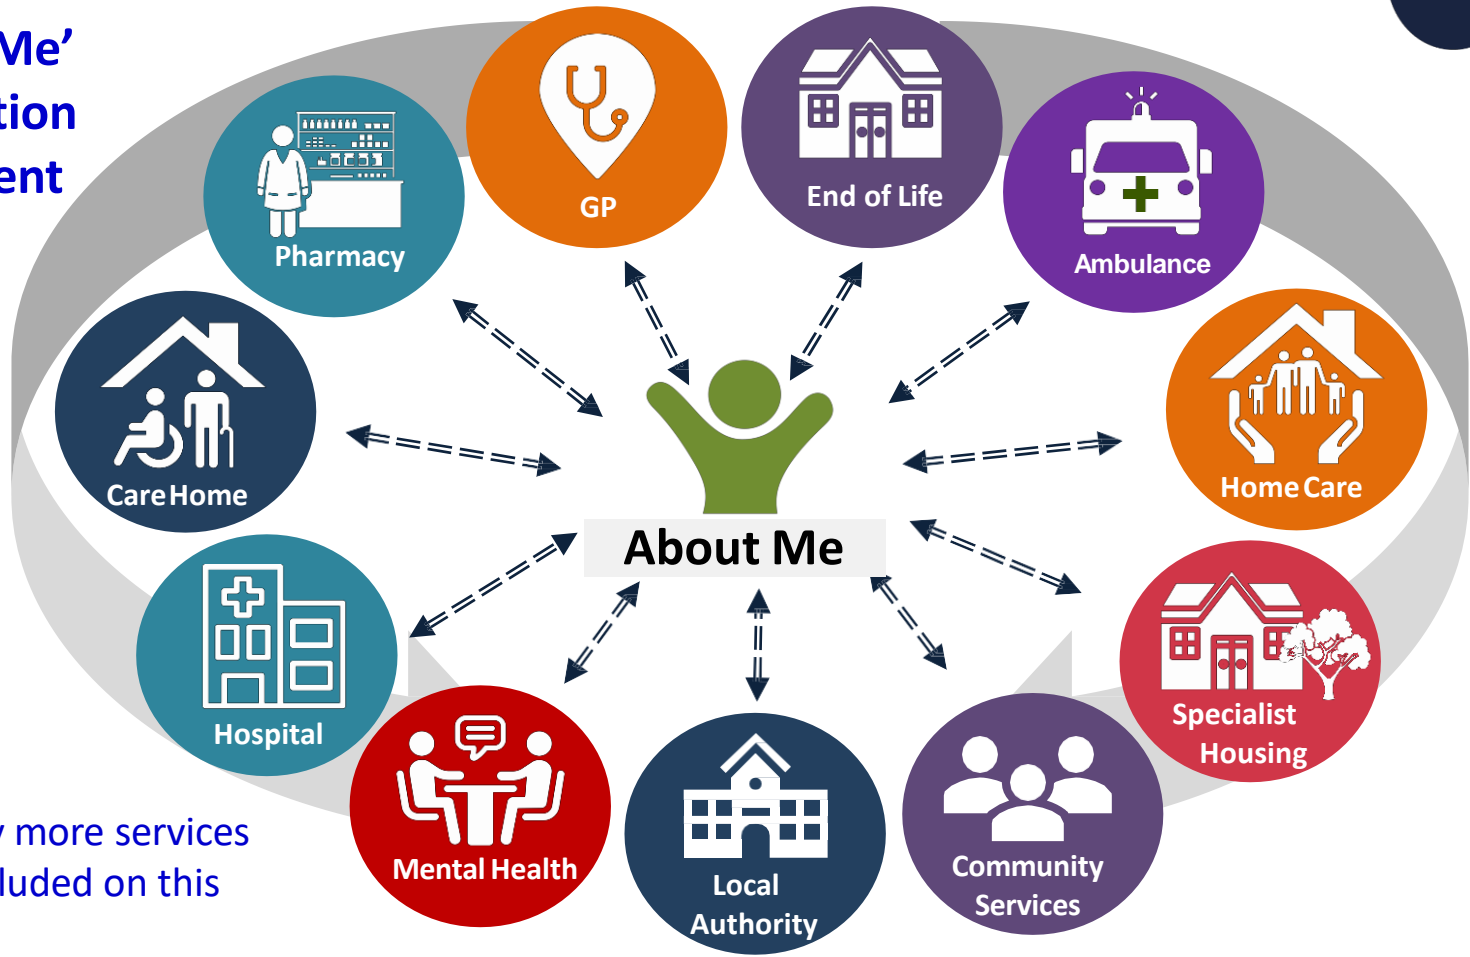 Me’
tion
ent
GP
End of Life
Pharmacy
Ambulance
Care Home
Home Care
About Me
Hospital
Specialist
Housing
Mental Health
Local
Authority
Community
Services
y more services
luded on this